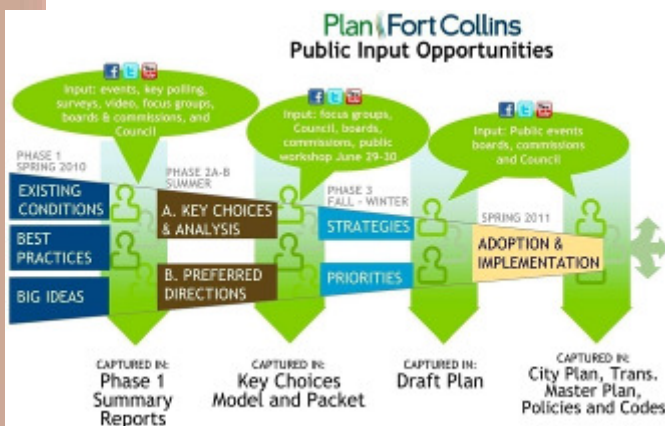 Plan Fort Collins
Public Input Opportunities
Input: events, key polling,
surveys, video, focus groups,
boards & commissions, and
Council
Input: focus groups,
Council, boards,
commissions, public
workshop June 29-30
Input: Public events
boards, commissions
and Council
PHASE 1
SPRING 2010
EXISTING
CONDITIONS
BEST
PRACTICES
BIG IDEAS
PHASE 2A-B
SUMMER
A. KEY CHOICES
& ANALYSIS
B. PREFERRED
DIRECTIONS
PHASE 3
FALL - WINTER
STRATEGIES
PRIORITIES
SPRING 2011
ADOPTION &
IMPLEMENTATION
CAPTURED IN:
Phase 1
Summary
Reports
CAPTURED IN:
Key Choices
Model and Packet
CAPTURED IN:
Draft Plan
CAPTURED IN:
City Plan, Trans.
Master Plan,
Policies and Codes